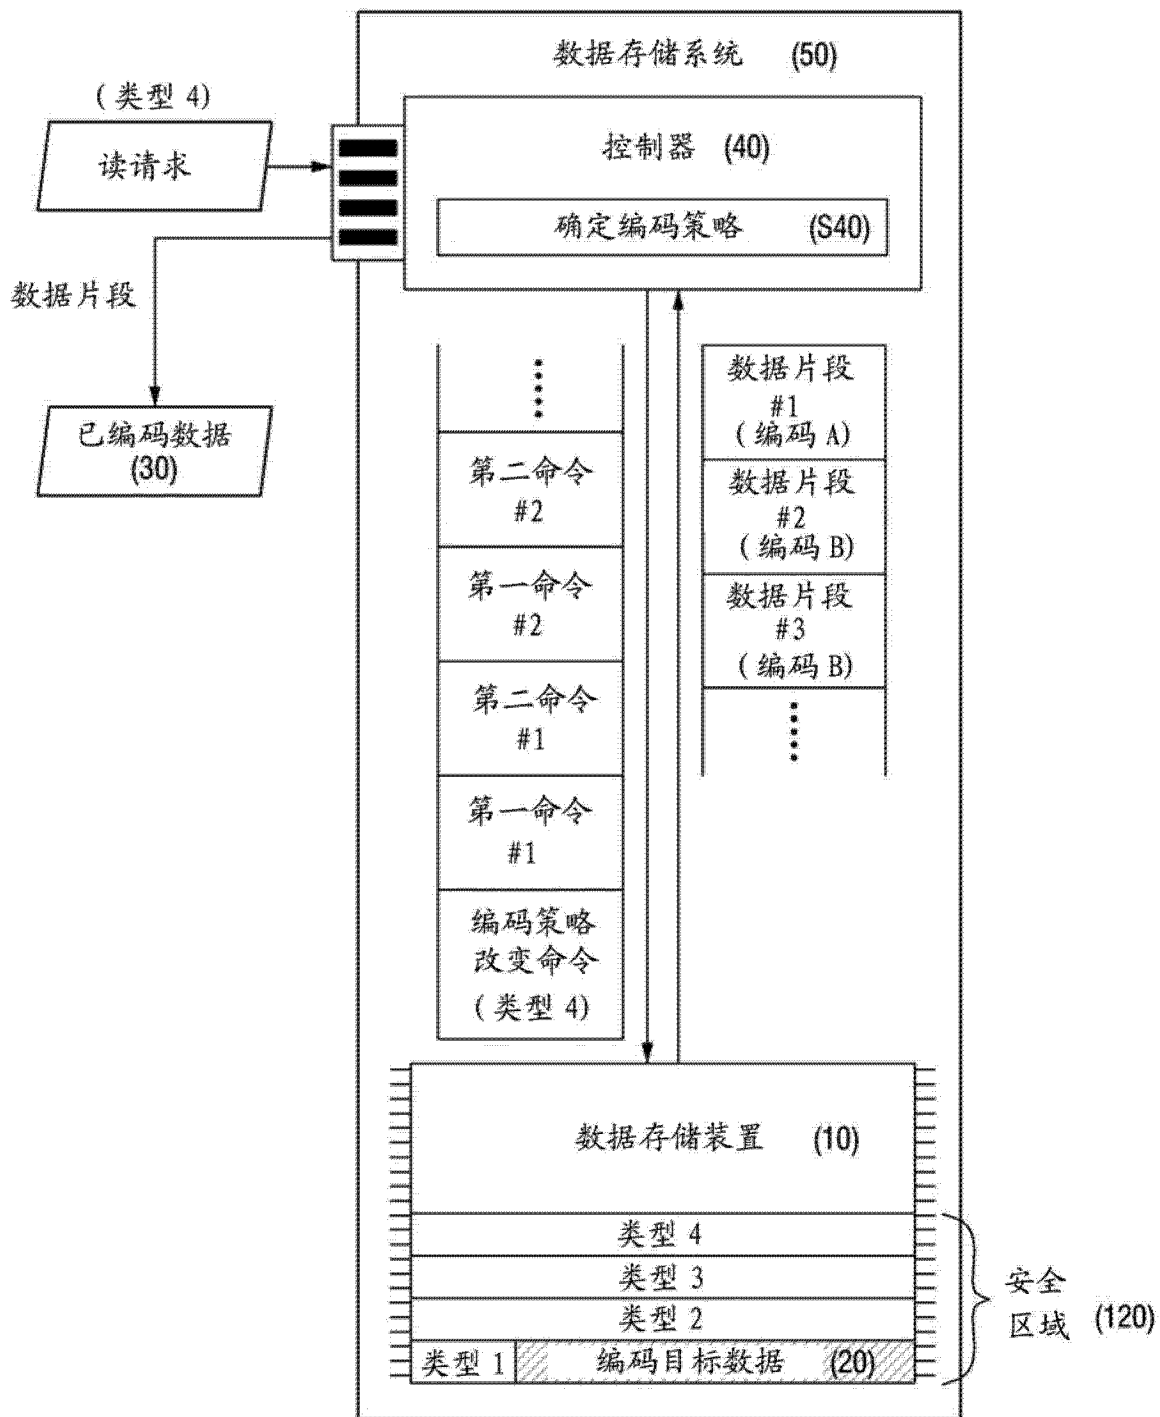 数据存储系统 (50)
(类型 4)
读请求
控制器 (40)
确定编码策略 (S40)
数据片段
已编码数据
(30)
第二命令
#2
第一命令
#2
第二命令
#1
第一命令
#1
编码策略
改变命令
(类型 4)
数据片段
#1
(编码 A)
数据片段
#2
(编码 B)
数据片段
#3
(编码 B)
数据存储装置 (10)
类型 4
类型 3
类型 2
类型 1
编码目标数据 (20)
安全
区域 (120)